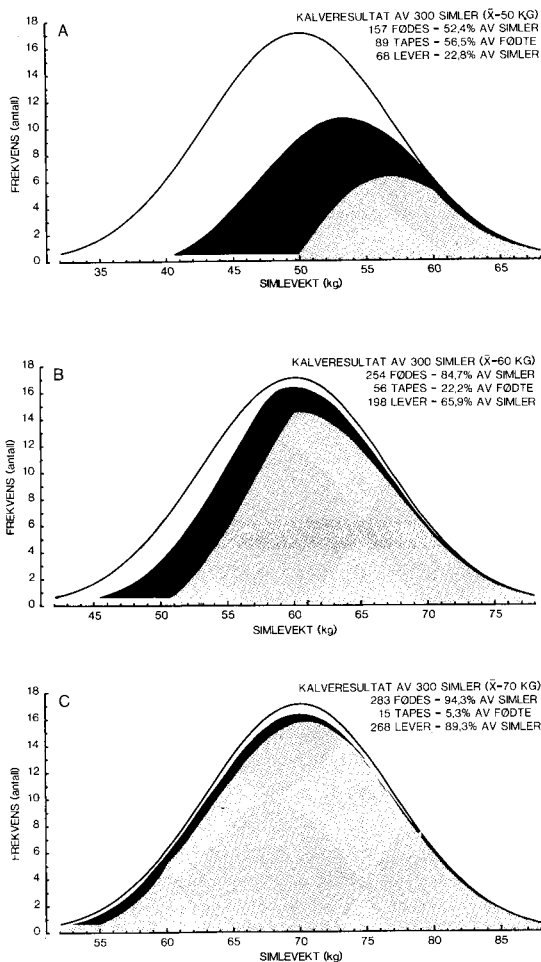 A
KALVERESULTAT AV 300 SIMLER (X̄-50 KG)
157 FØDES - 52,4% AV SIMLER
89 TAPES - 56,5% AV FØDTE
68 LEVER - 22,8% AV SIMLER
FREKVENS (antall)
18
16
14
12
10
8
6
4
2
0
35 40 45 50 55 60 65
SIMLEVEKT (kg)
B
KALVERESULTAT AV 300 SIMLER (X̄-60 KG)
254 FØDES - 84,7% AV SIMLER
56 TAPES - 22,2% AV FØDTE
198 LEVER - 65,9% AV SIMLER
FREKVENS (antall)
18
16
14
12
10
8
6
4
2
0
45 50 55 60 65 70 75
SIMLEVEKT (kg)
C
KALVERESULTAT AV 300 SIMLER (X̄-70 KG)
283 FØDES - 94,3% AV SIMLER
15 TAPES - 5,3% AV FØDTE
268 LEVER - 89,3% AV SIMLER
FREKVENS (antall)
18
16
14
12
10
8
6
4
2
0
55 60 65 70 75 80 85
SIMLEVEKT (kg)